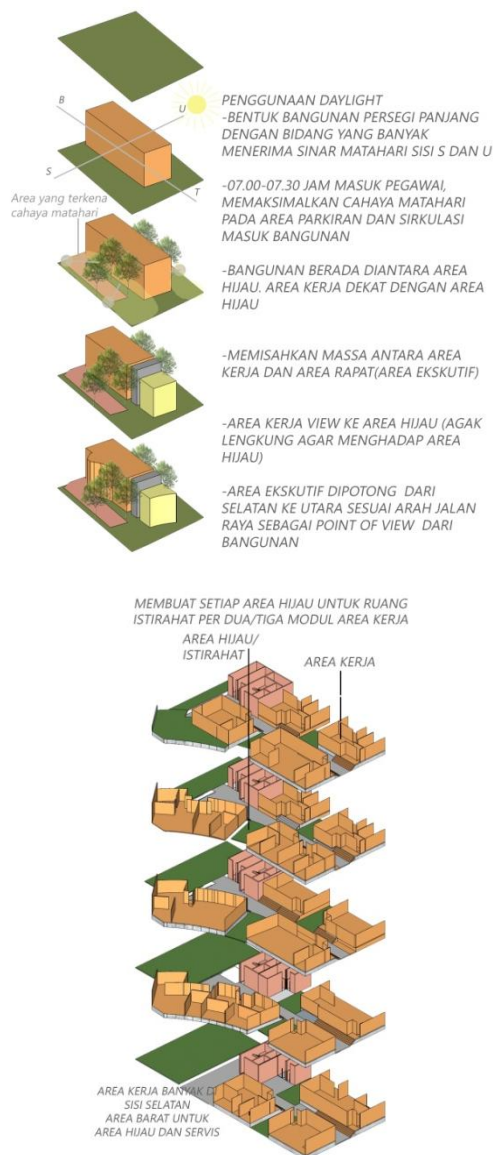 B
U
S
T
Area yang terkena
cahaya matahari
PENGGUNAAN DAYLIGHT
-BENTUK BANGUNAN PERSEGI PANJANG
DENGAN BIDANG YANG BANYAK
MENERIMA SINAR MATAHARI SISI S DAN U
-07.00-07.30 JAM MASUK PEGAWAI,
MEMAKSIMALKAN CAHAYA MATAHARI
PADA AREA PARKIRAN DAN SIRKULASI
MASUK BANGUNAN
-BANGUNAN BERADA DIANTARA AREA
HIJAU. AREA KERJA DEKAT DENGAN AREA
HIJAU
-MEMISAHKAN MASSA ANTARA AREA
KERJA DAN AREA RAPAT(AREA EKSKUTIF)
-AREA KERJA VIEW KE AREA HIJAU (AGAK
LENGKUNG AGAR MENGHADAP AREA
HIJAU)
-AREA EKSKUTIF DIPOTONG DARI
SELATAN KE UTARA SESUAI ARAH JALAN
RAYA SEBAGAI POINT OF VIEW DARI
BANGUNAN
MEMBUAT SETIAP AREA HIJAU UNTUK RUANG
ISTIRAHAT PER DUA/TIGA MODUL AREA KERJA
AREA HIJAU/
ISTIRAHAT
AREA KERJA
AREA KERJA BANYAK
SISI SELATAN
AREA BARAT UNTUK
AREA HIJAU DAN SERVIS